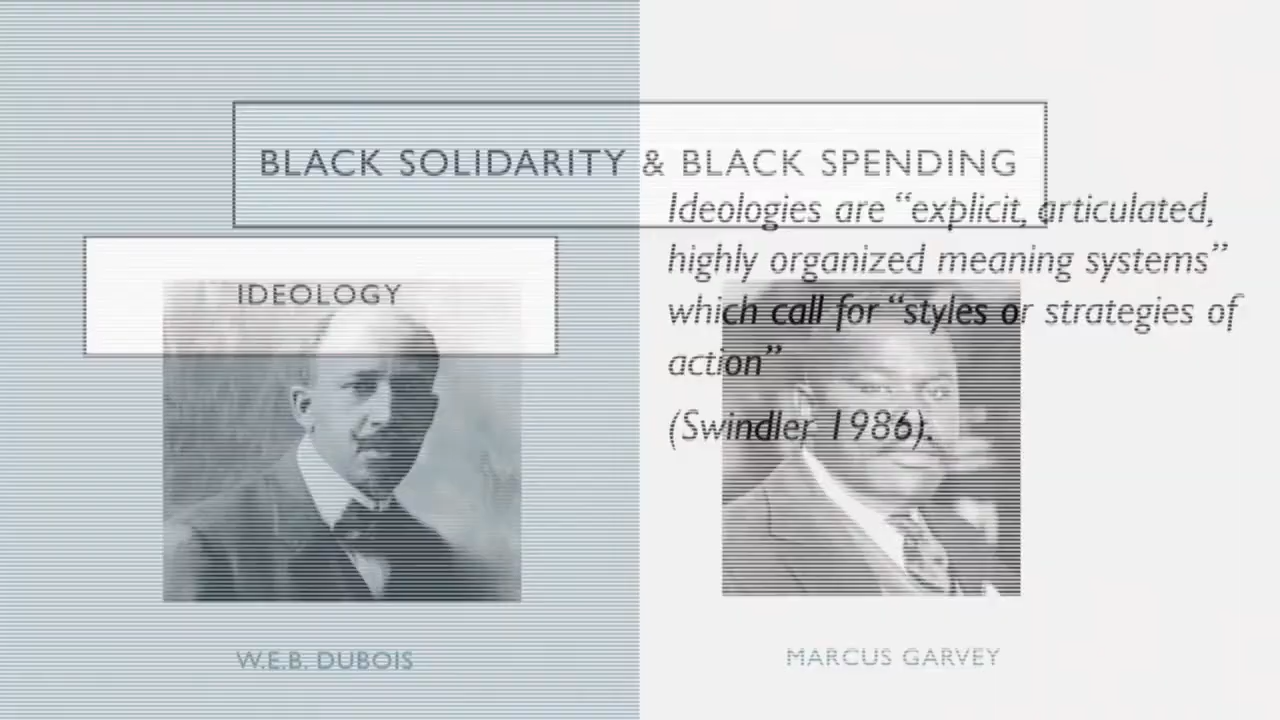 BLACK SOLIDARITY & BLACK SPENDING
IDEOLOGY
Ideologies are “explicit, articulated,
highly organized meaning systems”
which call for “styles or strategies of
action”
(Swindler 1986).
W.E.B. DUBOIS
MARCUS GARVEY